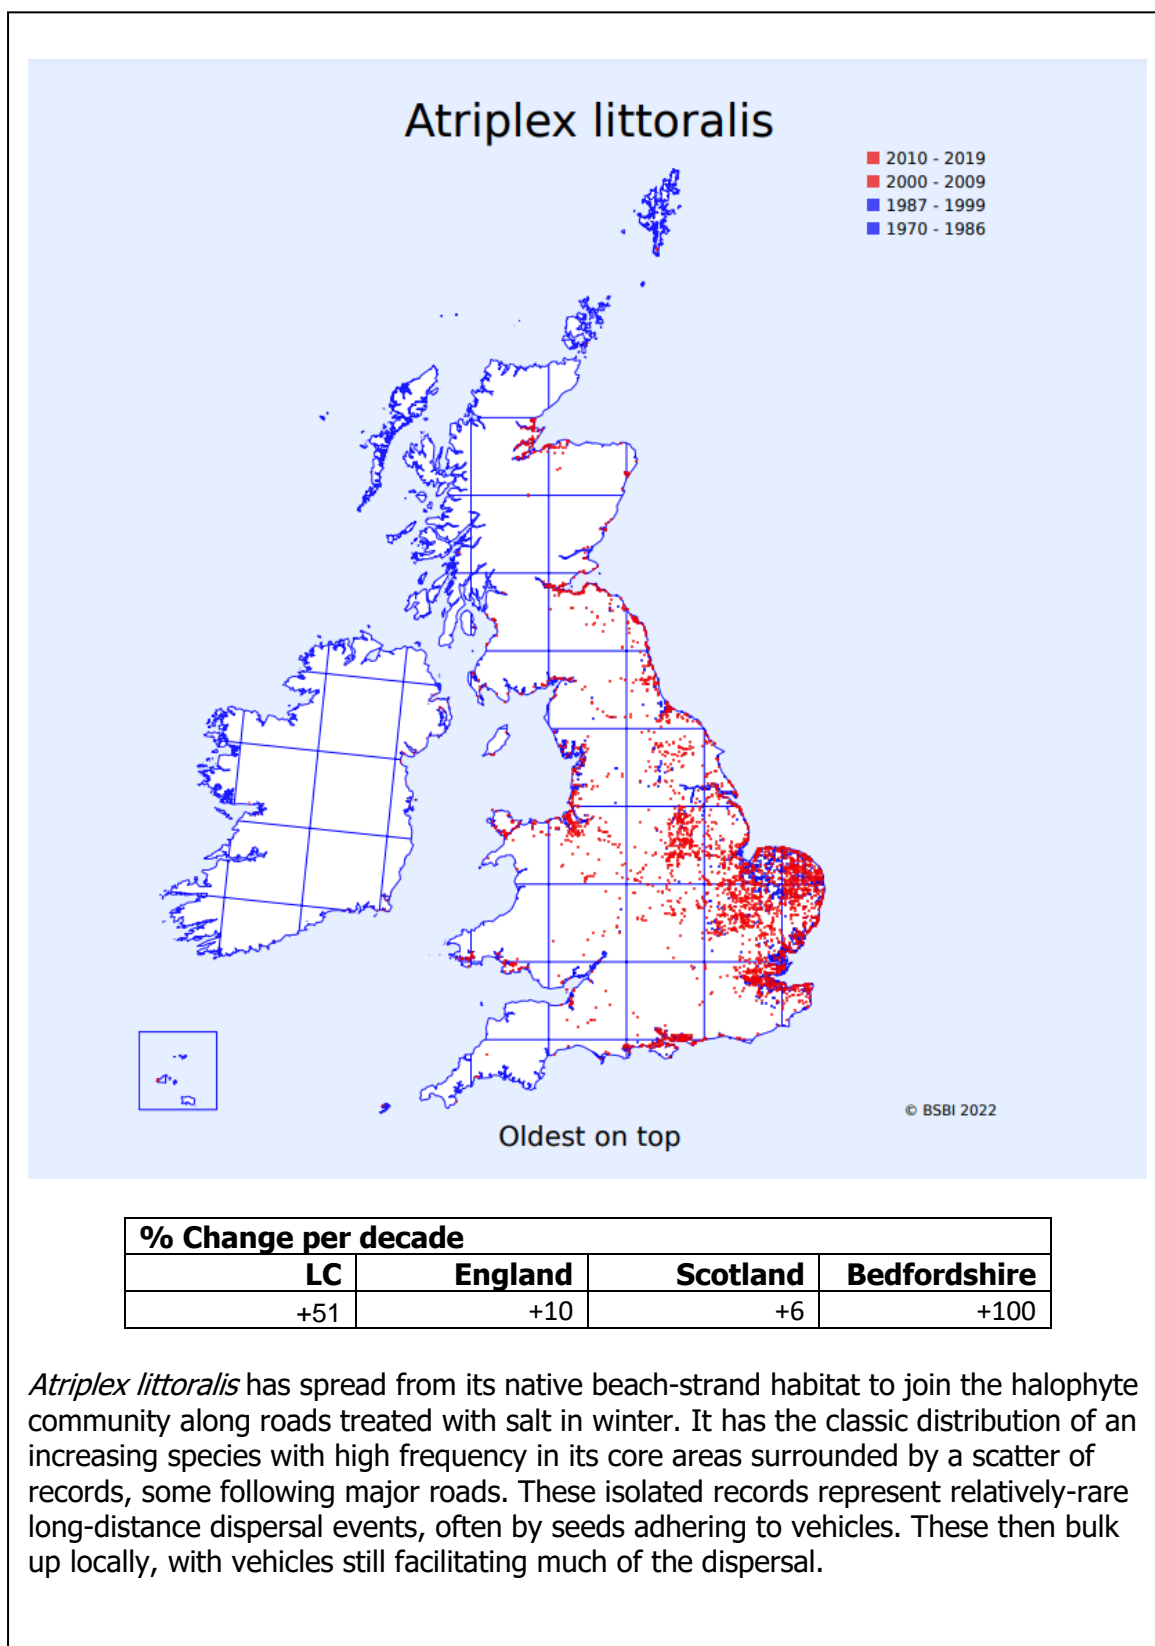 Atriplex littoralis
2010 - 2019
2000 - 2009
1987 - 1999
1970 - 1986
© BSBI 2022
Oldest on top
% Change per decade
LC England Scotland Bedfordshire
+51 +10 +6 +100
Atriplex littoralis has spread from its native beach-strand habitat to join the halophyte
community along roads treated with salt in winter. It has the classic distribution of an
increasing species with high frequency in its core areas surrounded by a scatter of
records, some following major roads. These isolated records represent relatively-rare
long-distance dispersal events, often by seeds adhering to vehicles. These then bulk
up locally, with vehicles still facilitating much of the dispersal.